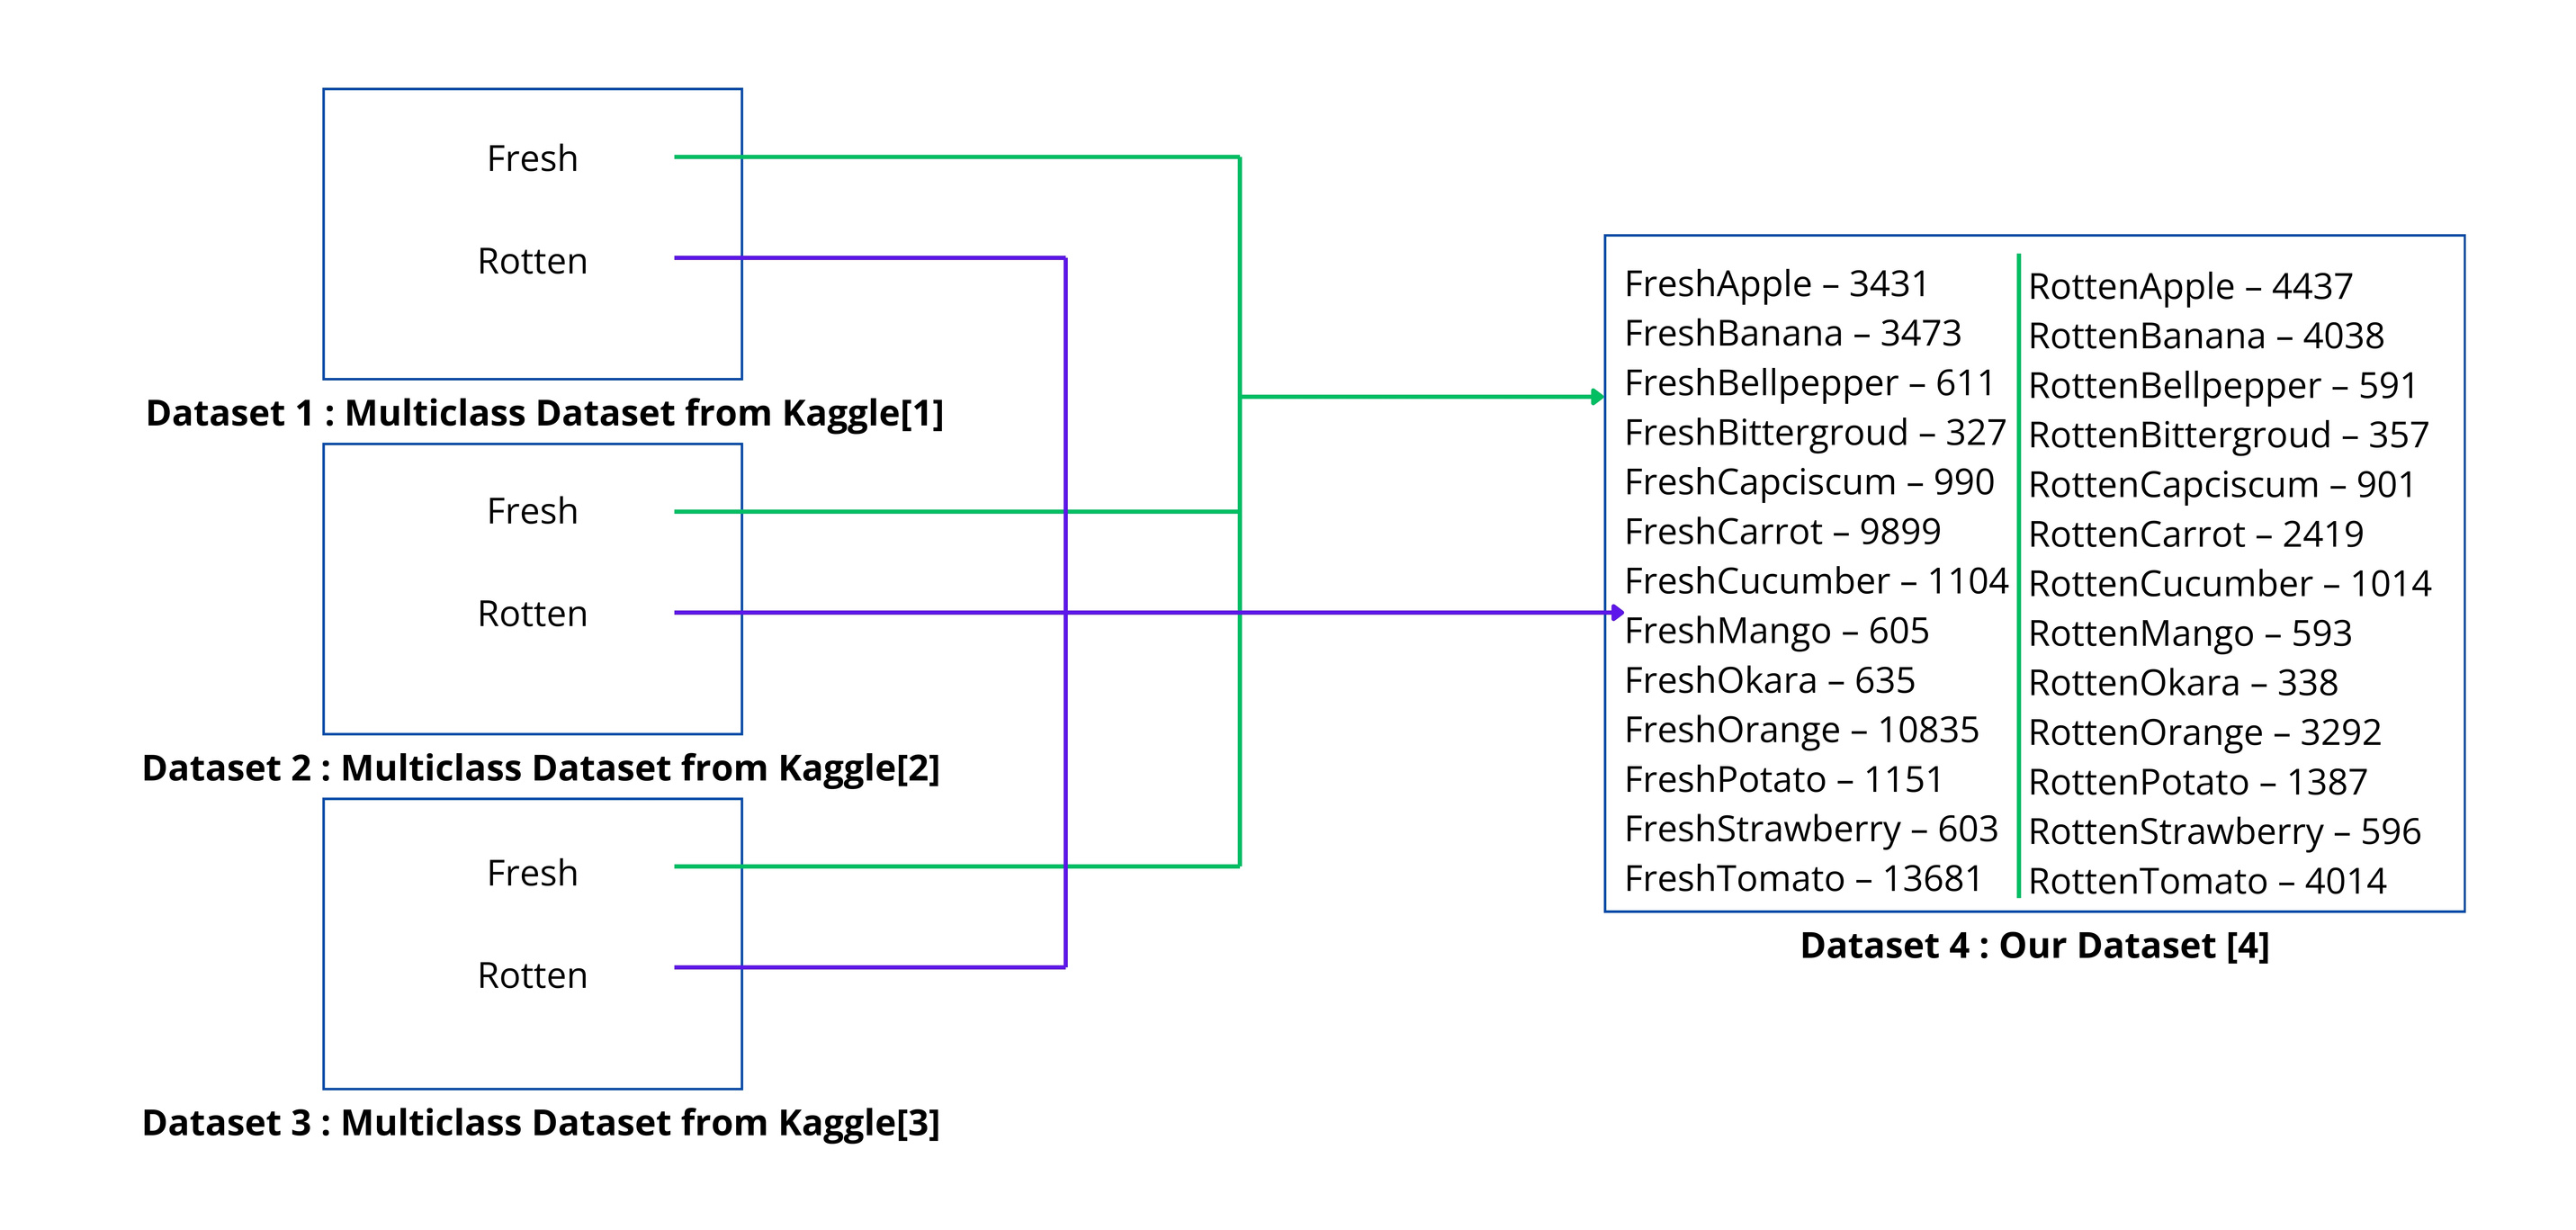 Fresh
Rotten
Dataset 1 : Multiclass Dataset from Kaggle[1]
Fresh
Rotten
Dataset 2 : Multiclass Dataset from Kaggle[2]
Fresh
Rotten
Dataset 3 : Multiclass Dataset from Kaggle[3]
FreshApple – 3431
FreshBanana – 3473
FreshBellpepper – 611
FreshBittergroud – 327
FreshCapciscum – 990
FreshCarrot – 9899
FreshCucumber – 1104
FreshMango – 605
FreshOkara – 635
FreshOrange – 10835
FreshPotato – 1151
FreshStrawberry – 603
FreshTomato – 13681
RottenApple – 4437
RottenBanana – 4038
RottenBellpepper – 591
RottenBittergroud – 357
RottenCapciscum – 901
RottenCarrot – 2419
RottenCucumber – 1014
RottenMango – 593
RottenOkara – 338
RottenOrange – 3292
RottenPotato – 1387
RottenStrawberry – 596
RottenTomato – 4014
Dataset 4 : Our Dataset [4]